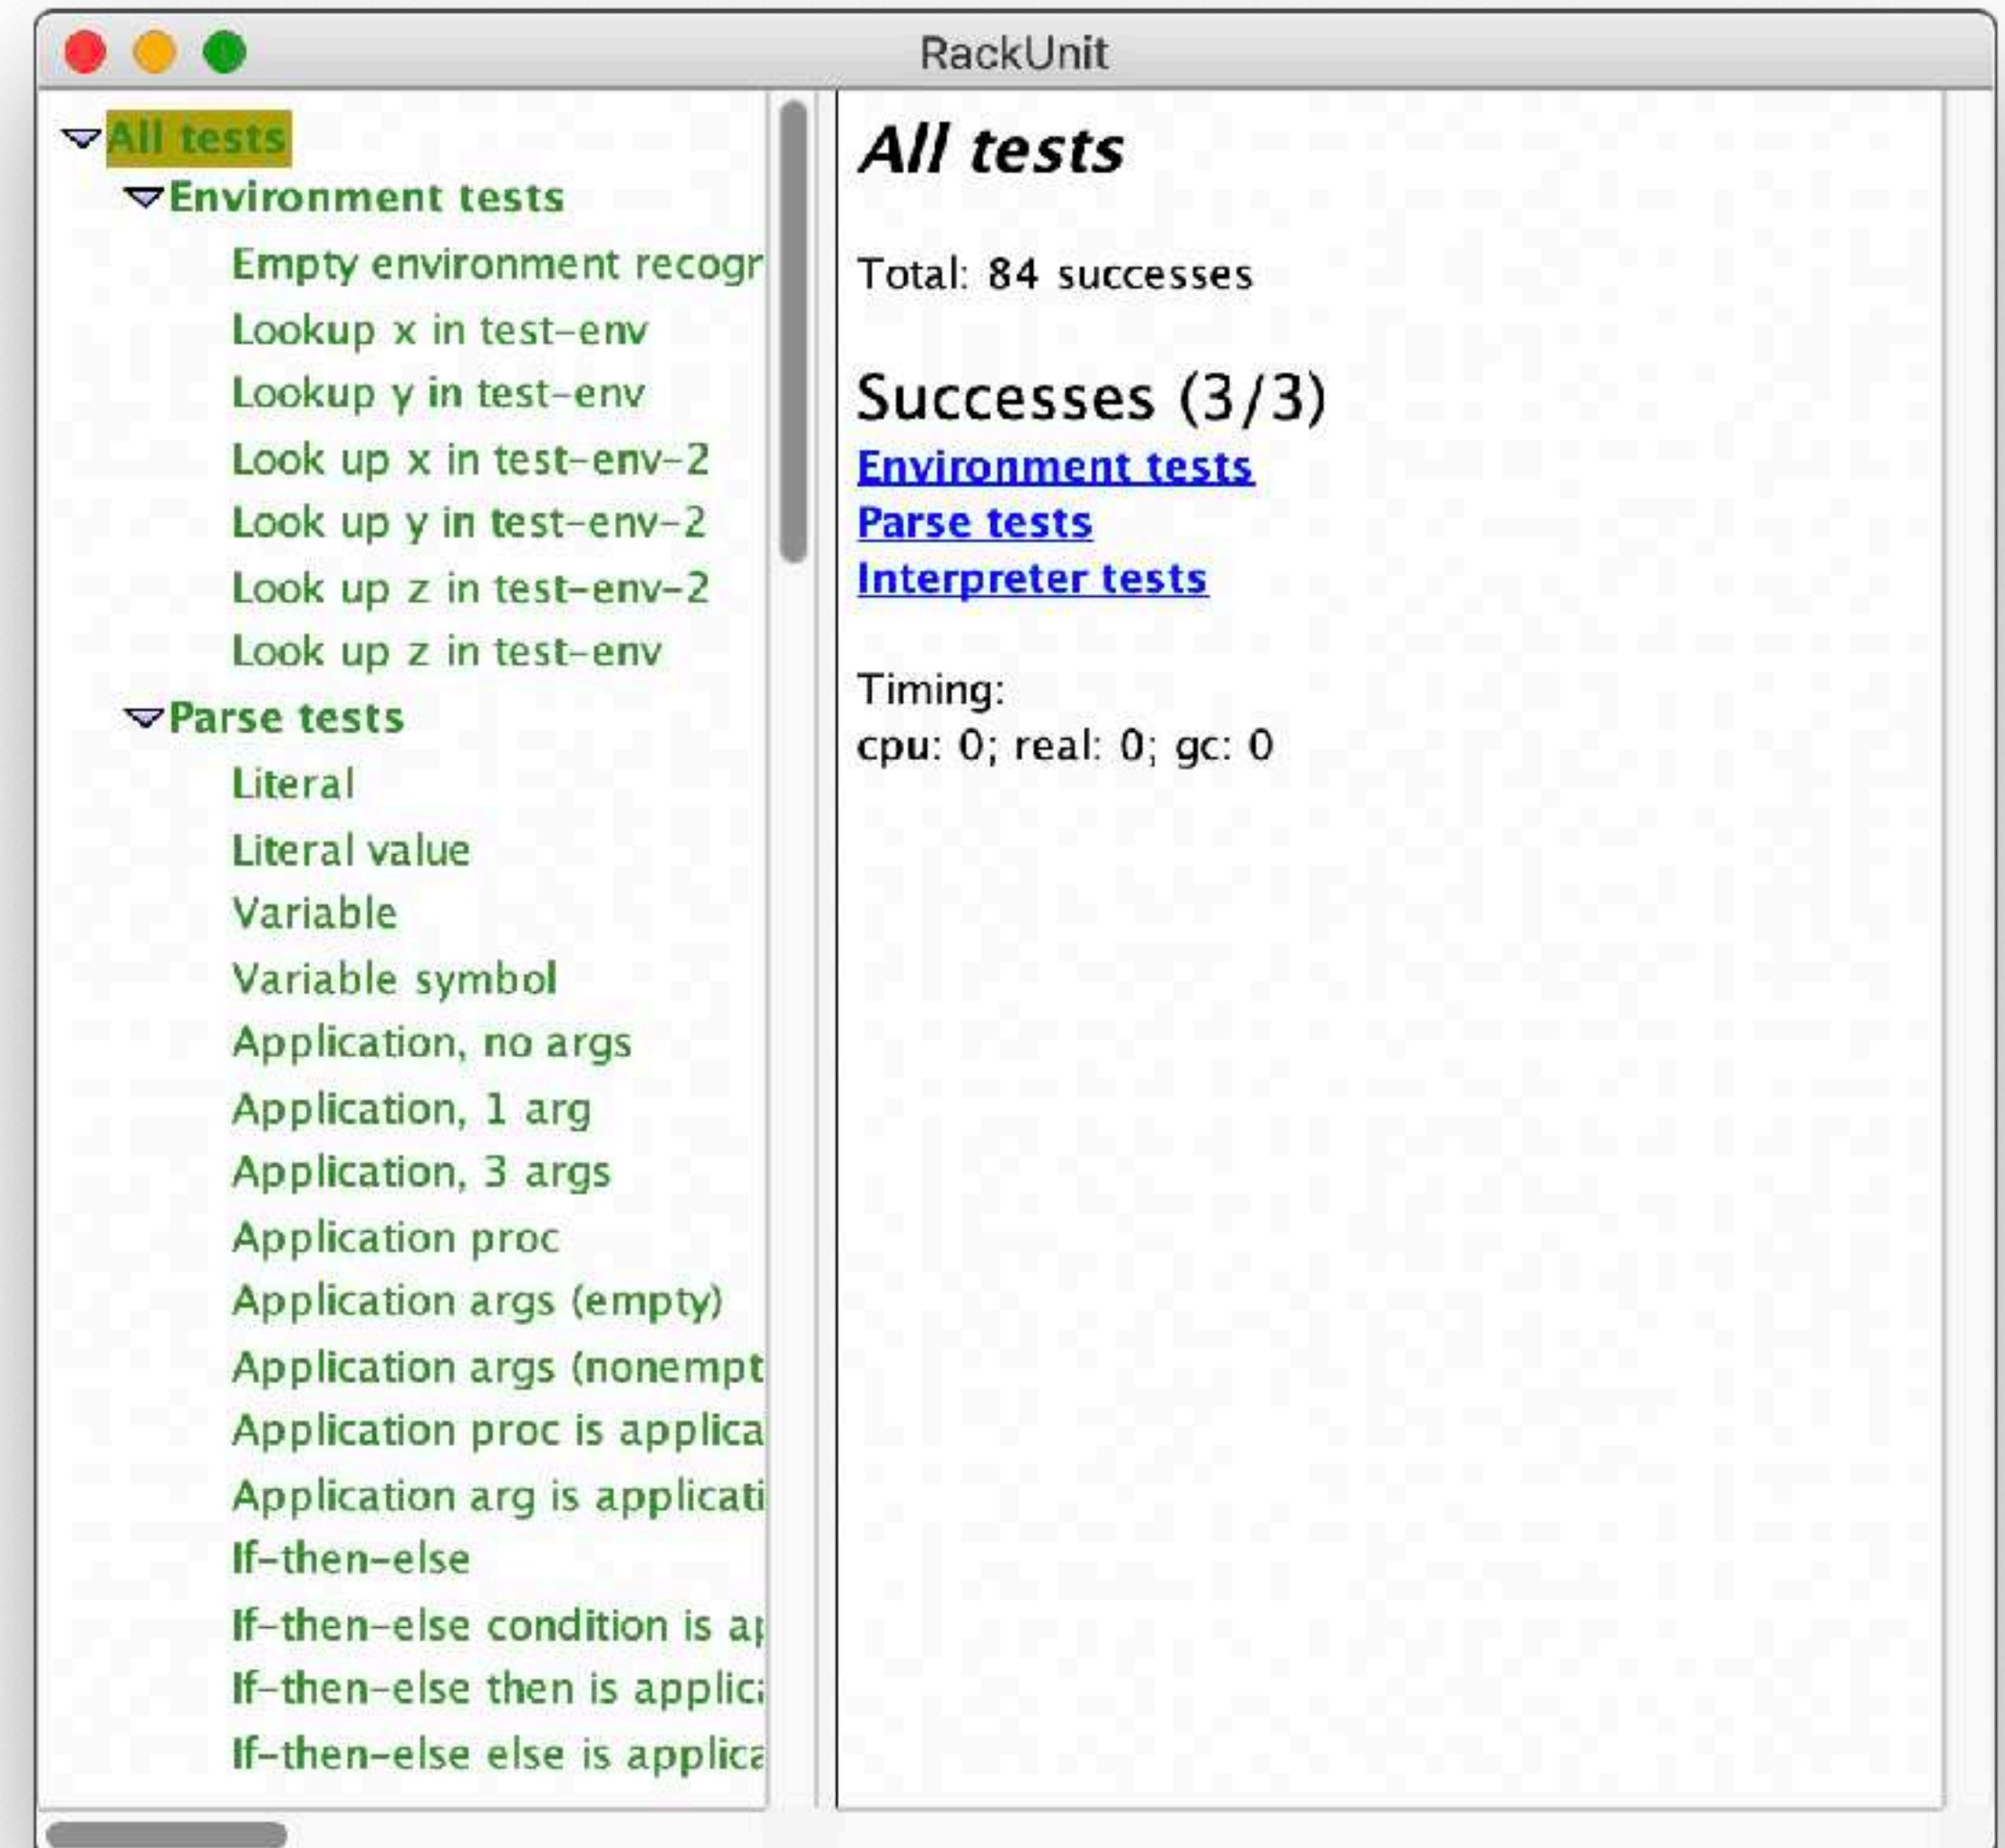 RackUnit
All tests
Environment tests
Empty environment recogr
Lookup x in test-env
Lookup y in test-env
Look up x in test-env-2
Look up y in test-env-2
Look up z in test-env-2
Look up z in test-env
Parse tests
Literal
Literal value
Variable
Variable symbol
Application, no args
Application, 1 arg
Application, 3 args
Application proc
Application args (empty)
Application args (nonempt
Application proc is applica
Application arg is applicati
If-then-else
If-then-else condition is ap
If-then-else then is applica
If-then-else else is applica
All tests
Total: 84 successes
Successes (3/3)
Environment tests
Parse tests
Interpreter tests
Timing:
cpu: 0; real: 0; gc: 0